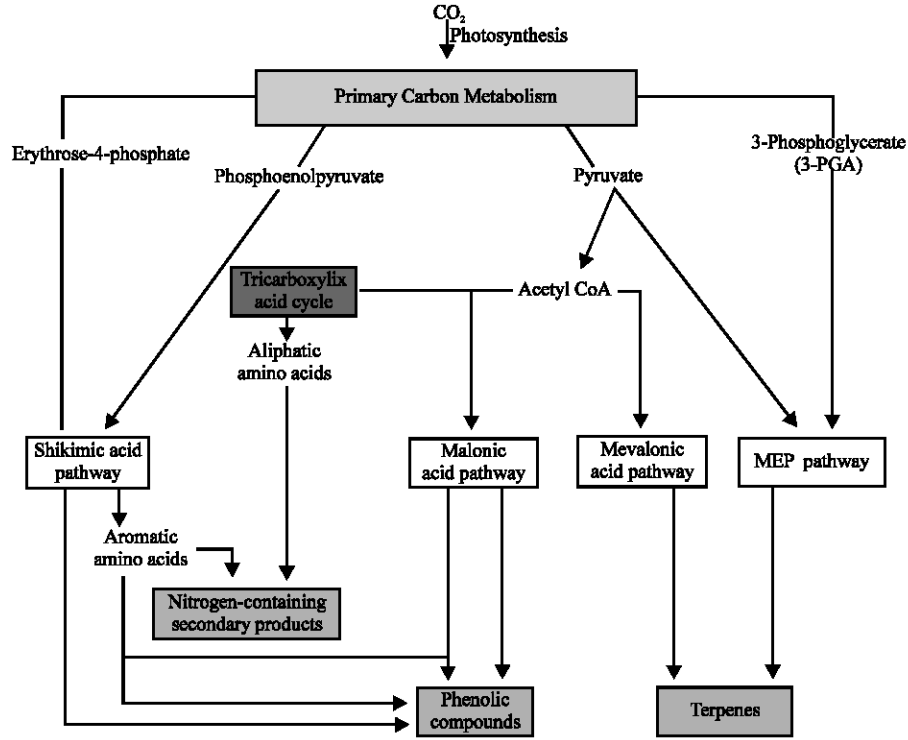 CO₂
Photosynthesis
Primary Carbon Metabolism
Erythrose-4-phosphate
Phosphoenolpyruvate
Pyruvate
3-Phosphoglycerate
(3-PGA)
Tricarboxylix
acid cycle
Acetyl CoA
Aliphatic
amino acids
Shikimic acid
pathway
Malonic
acid pathway
Mevalonic
acid pathway
MEP pathway
Aromatic
amino acids
Nitrogen-containing
secondary products
Phenolic
compounds
Terpenes